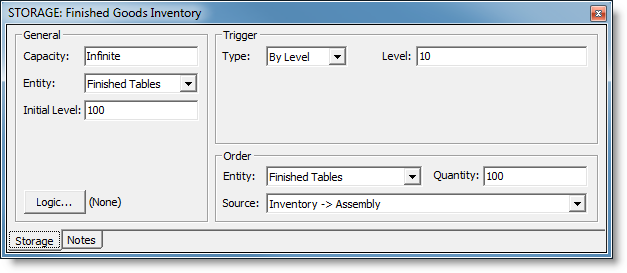 STORAGE: Finished Goods Inventory
General
Capacity: Infinite
Entity: Finished Tables
Initial Level: 100
Logic... (None)
Trigger
Type: By Level Level: 10
Order
Entity: Finished Tables Quantity: 100
Source: Inventory -> Assembly
Storage Notes